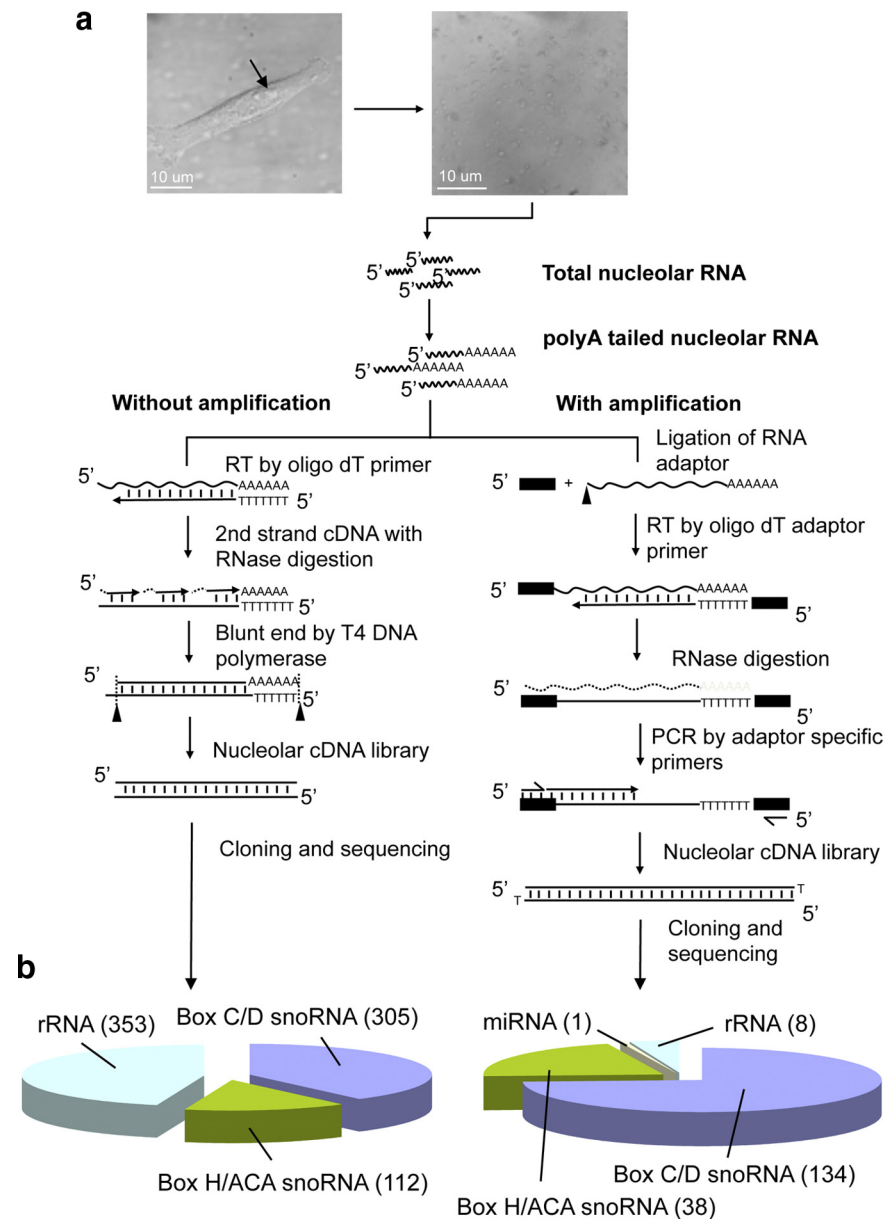 a
10 um
10 um
5’
5’
5’
5’
Total nucleolar RNA
polyA tailed nucleolar RNA
5’ AAAAAA
5’ AAAAAA
5’ AAAAAA
Without amplification
RT by oligo dT primer
5’
AAAAAA
TTTTTTT 5’
2nd strand cDNA with
RNase digestion
5’
AAAAAA
TTTTTTT 5’
Blunt end by T4 DNA
polymerase
5’
AAAAAA
TTTTTT 5’
Nucleolar cDNA library
5’
5’
Cloning and sequencing
With amplification
Ligation of RNA
adaptor
5’ + AAAAAA
RT by oligo dT adaptor
primer
5’
AAAAAA
TTTTTTT
5’
RNase digestion
5’
AAAAAA
TTTTTT
5’
PCR by adaptor specific
primers
5’
TTTTTTT
5’
Nucleolar cDNA library
5’
T
T
5’
Cloning and
sequencing
b
rRNA (353)
Box C/D snoRNA (305)
Box H/ACA snoRNA (112)
miRNA (1)
rRNA (8)
Box C/D snoRNA (134)
Box H/ACA snoRNA (38)